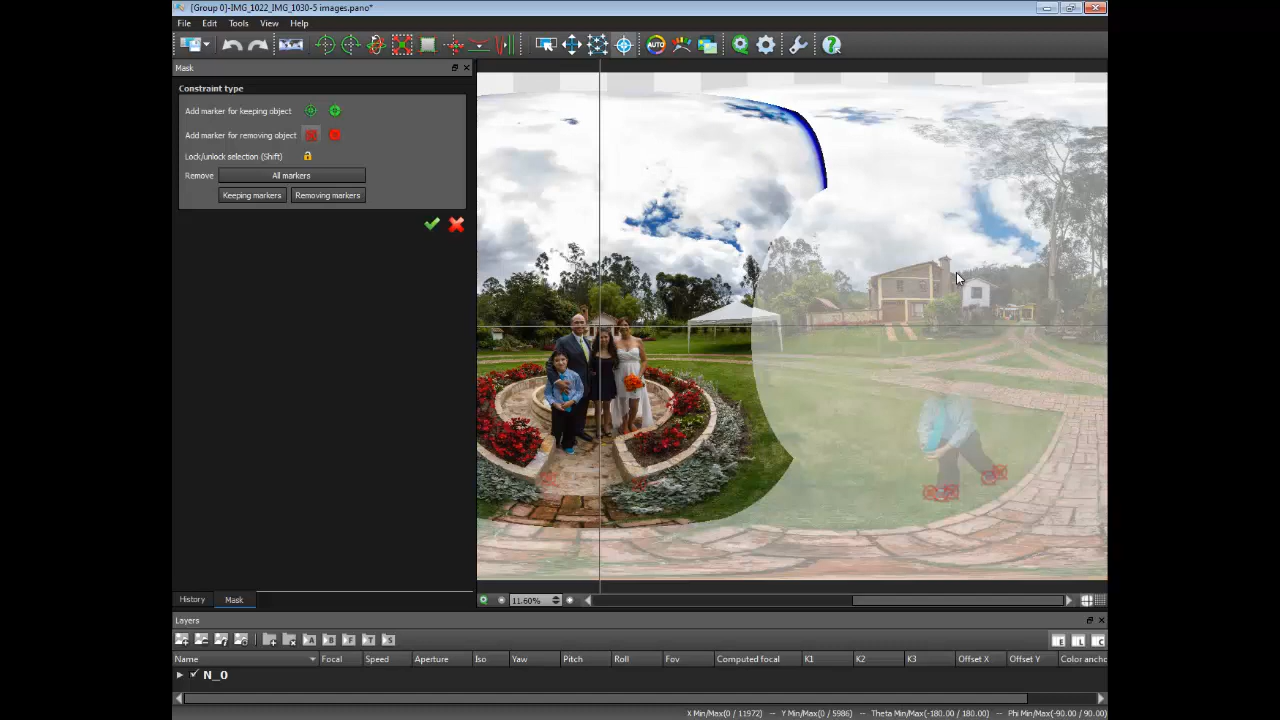 [Group 0]-IMG_1022_IMG_1030-5 images.pano*
File Edit Tools View Help
AUTO
Mask
Constraint type
Add marker for keeping object
Add marker for removing object
Lock/unlock selection (Shift)
Remove All markers
Keeping markers Removing markers
History Mask
11.60%
Layers
A B F T S E L C
Name Focal Speed Aperture Iso Yaw Pitch Roll Fov Computed focal K1 K2 K3 Offset X Offset Y Color ancho
N_0
X Min/Max(0 / 11972) -- Y Min/Max(0 / 5986) -- Theta Min/Max(-180.00 / 180.00) -- Phi Min/Max(-90.00 / 90.00)